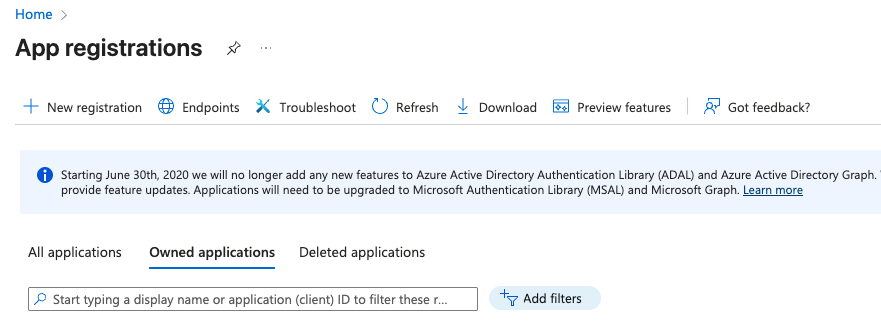 Home
App registrations
New registration Endpoints Troubleshoot Refresh Download Preview features Got feedback?
Starting June 30th, 2020 we will no longer add any new features to Azure Active Directory Authentication Library (ADAL) and Azure Active Directory Graph.
provide feature updates. Applications will need to be upgraded to Microsoft Authentication Library (MSAL) and Microsoft Graph. Learn more
All applications Owned applications Deleted applications
Start typing a display name or application (client) ID to filter these r... Add filters